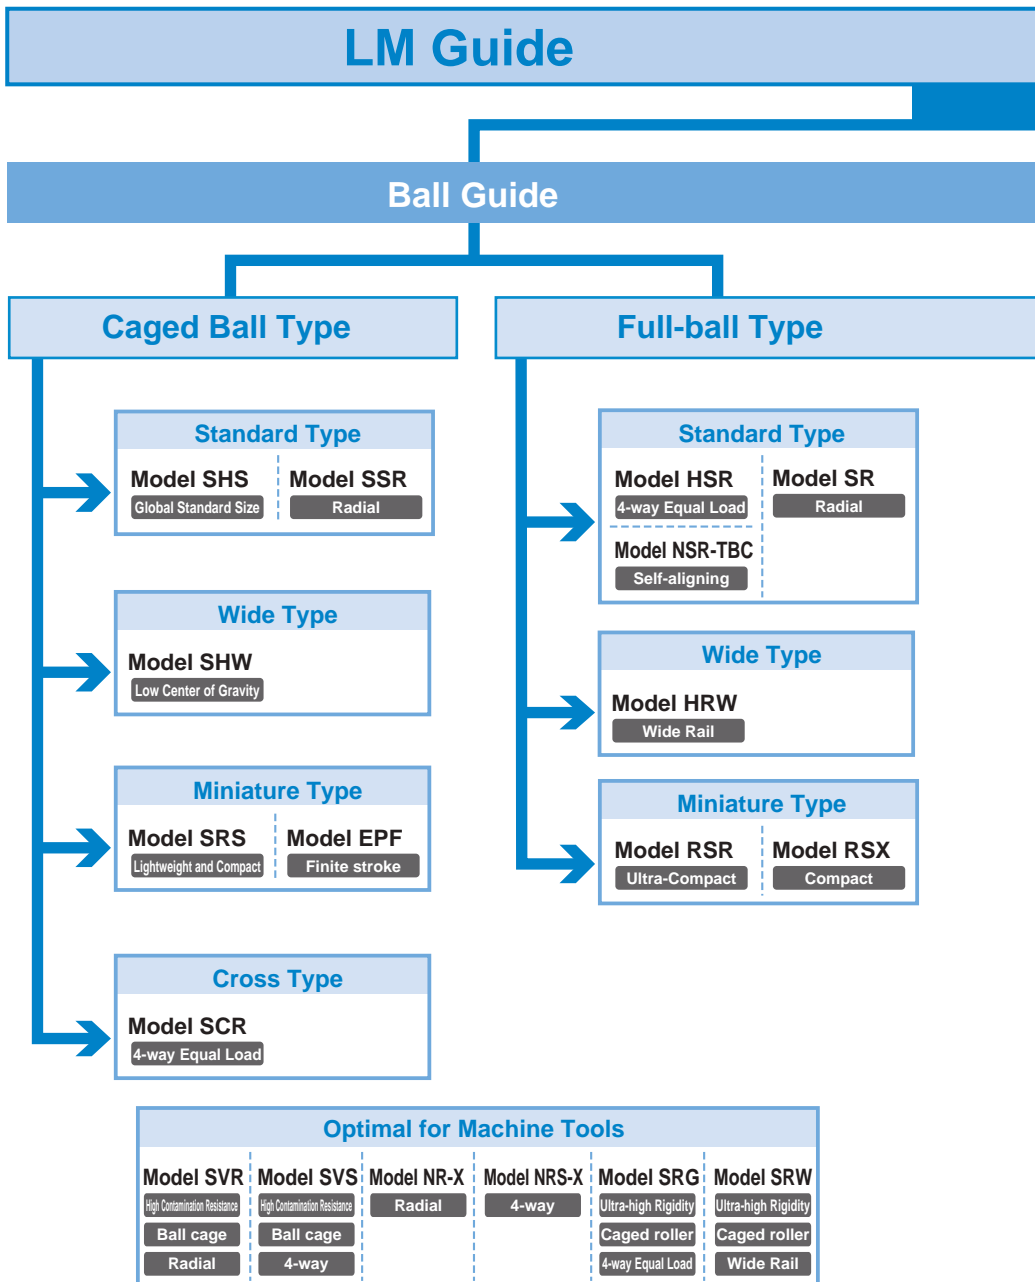 LM Guide
Ball Guide
Caged Ball Type
Standard Type
Model SHS
Global Standard Size
Model SSR
Radial
Wide Type
Model SHW
Low Center of Gravity
Miniature Type
Model SRS
Lightweight and Compact
Model EPF
Finite stroke
Cross Type
Model SCR
4-way Equal Load
Full-ball Type
Standard Type
Model HSR
4-way Equal Load
Model NSR-TBC
Self-aligning
Model SR
Radial
Wide Type
Model HRW
Wide Rail
Miniature Type
Model RSR
Ultra-Compact
Model RSX
Compact
Optimal for Machine Tools
Model SVR
High Contamination Resistance
Ball cage
Radial
Model SVS
High Contamination Resistance
Ball cage
4-way
Model NR-X
Radial
Model NRS-X
4-way
Model SRG
Ultra-high Rigidity
Caged roller
4-way Equal Load
Model SRW
Ultra-high Rigidity
Caged roller
Wide Rail